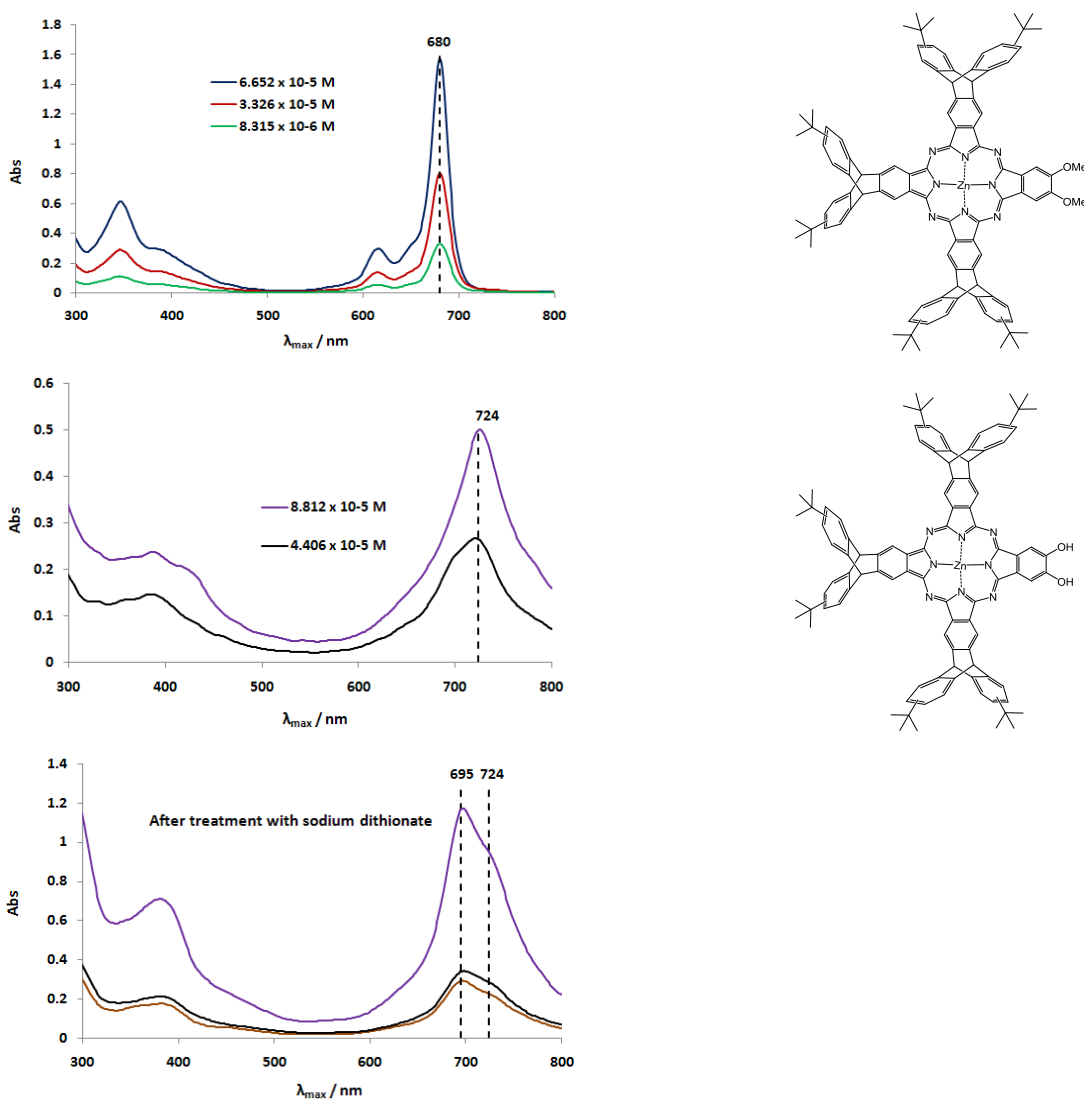 1.8
1.6
1.4
1.2
1
0.8
0.6
0.4
0.2
0
Abs
680
6.652 x 10-5 M
3.326 x 10-5 M
8.315 x 10-6 M
300 400 500 600 700 800
λmax / nm
N N N
N Zn N
N N N
OMe
OMe
0.6
0.5
0.4
0.3
0.2
0.1
0
Abs
724
8.812 x 10-5 M
4.406 x 10-5 M
300 400 500 600 700 800
λmax / nm
N N N
N Zn N
N N N
OH
OH
1.4
1.2
1
0.8
0.6
0.4
0.2
0
Abs
695 724
After treatment with sodium dithionate
300 400 500 600 700 800
λmax / nm